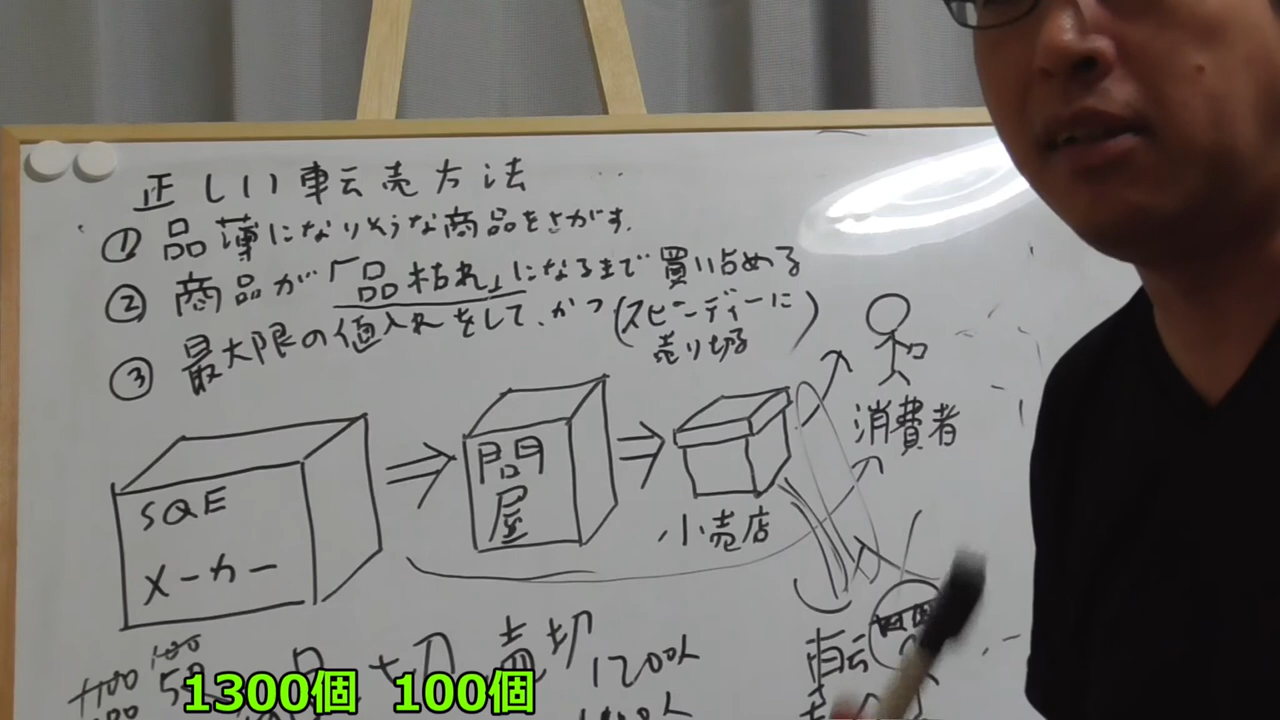 正しい転売方法
① 品薄になりそうな商品をさがす.
② 商品が「品枯れ」になるまで買い占める
③ 最大限の値入れをして、かつ(スピーディーに
売り切る)
SQE
メーカー
問屋
小売店
消費者
売切
1200人
転
1300個 100個